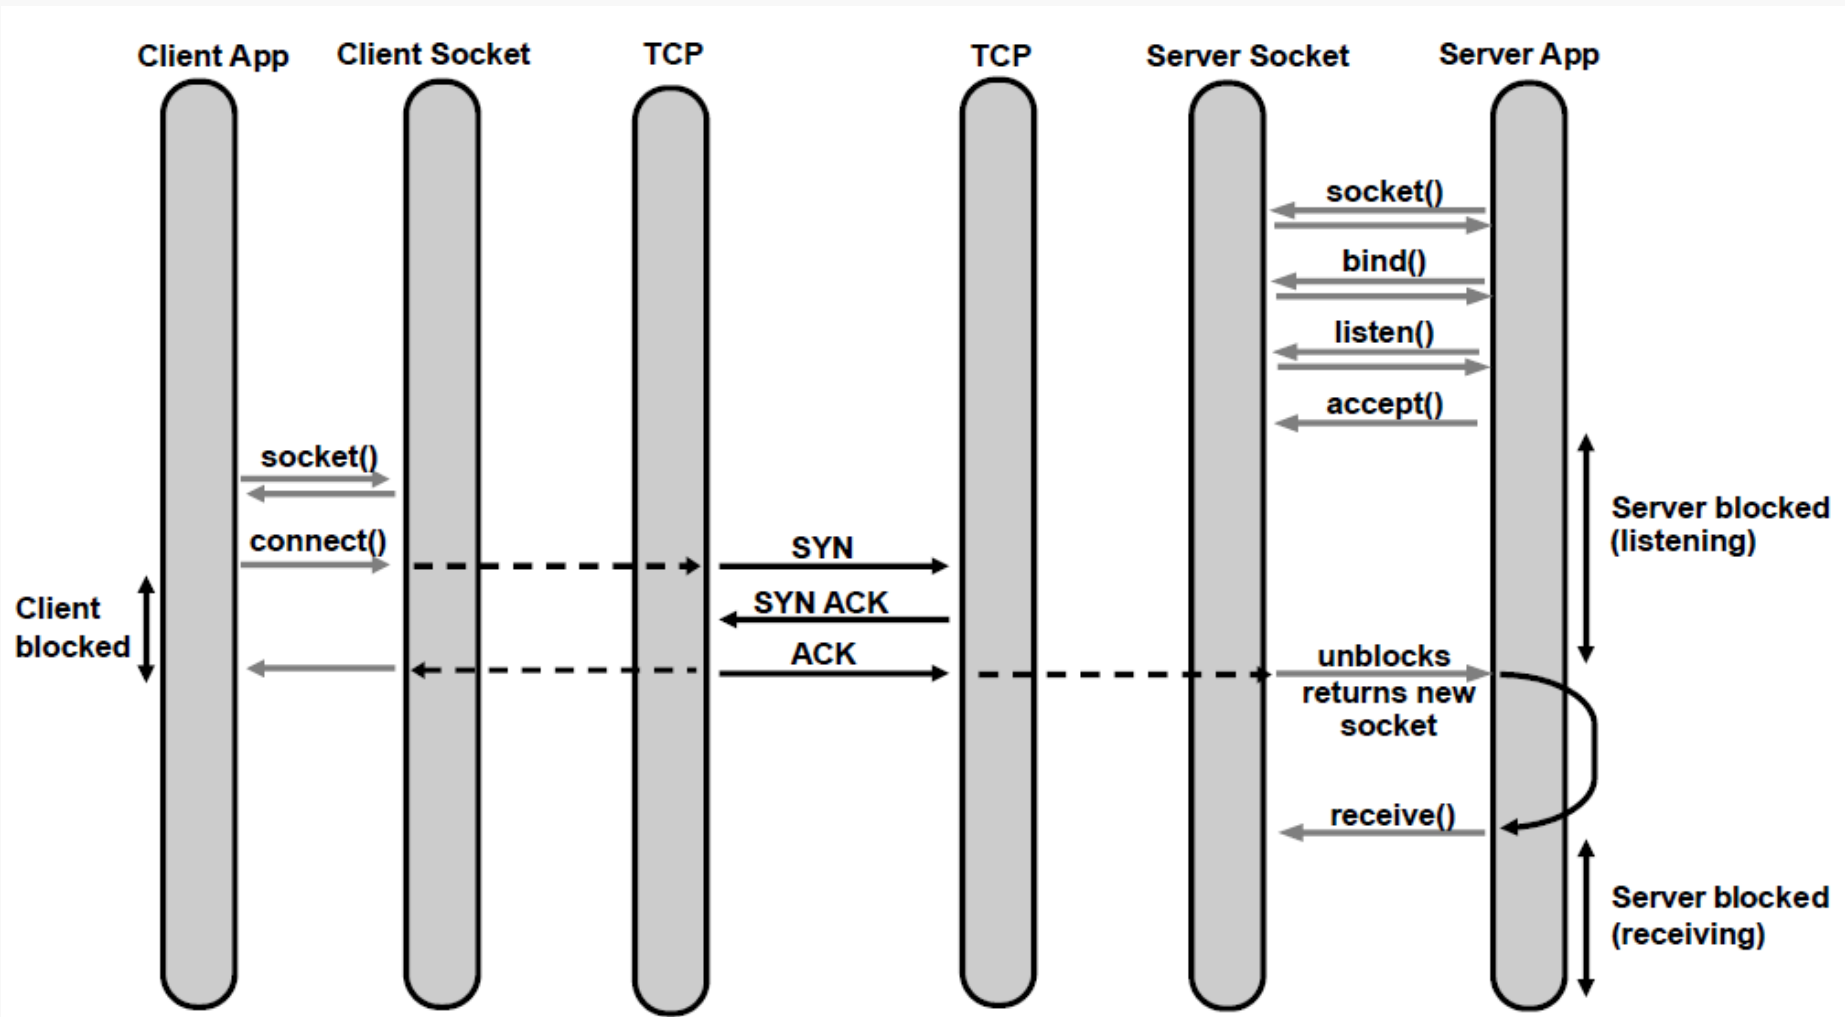 Client App
Client Socket
TCP
TCP
Server Socket
Server App
socket()
bind()
listen()
accept()
socket()
connect()
SYN
SYN ACK
ACK
Client
blocked
Server blocked
(listening)
unblocks
returns new
socket
receive()
Server blocked
(receiving)